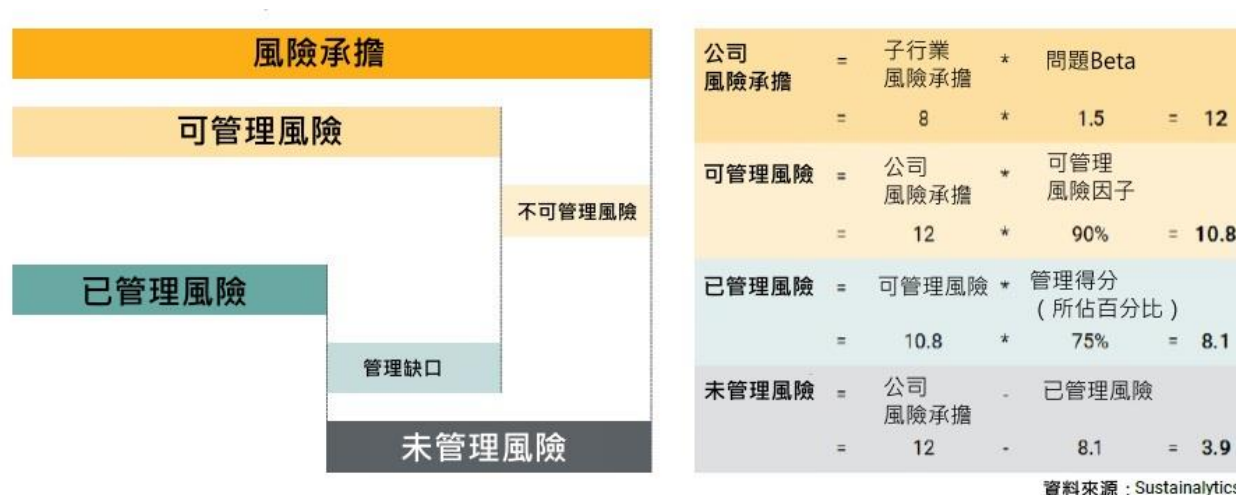 風險承擔
可管理風險
不可管理風險
已管理風險
管理缺口
未管理風險
公司
風險承擔
=
子行業
風險承擔
*
問題Beta
= 8 * 1.5 = 12
可管理風險
=
公司
風險承擔
*
可管理
風險因子
= 12 * 90% = 10.8
已管理風險 = 可管理風險 *
管理得分
(所佔百分比)
= 10.8 * 75% = 8.1
未管理風險
=
公司
風險承擔
-
已管理風險
= 12 - 8.1 = 3.9
資料來源：Sustainalytics